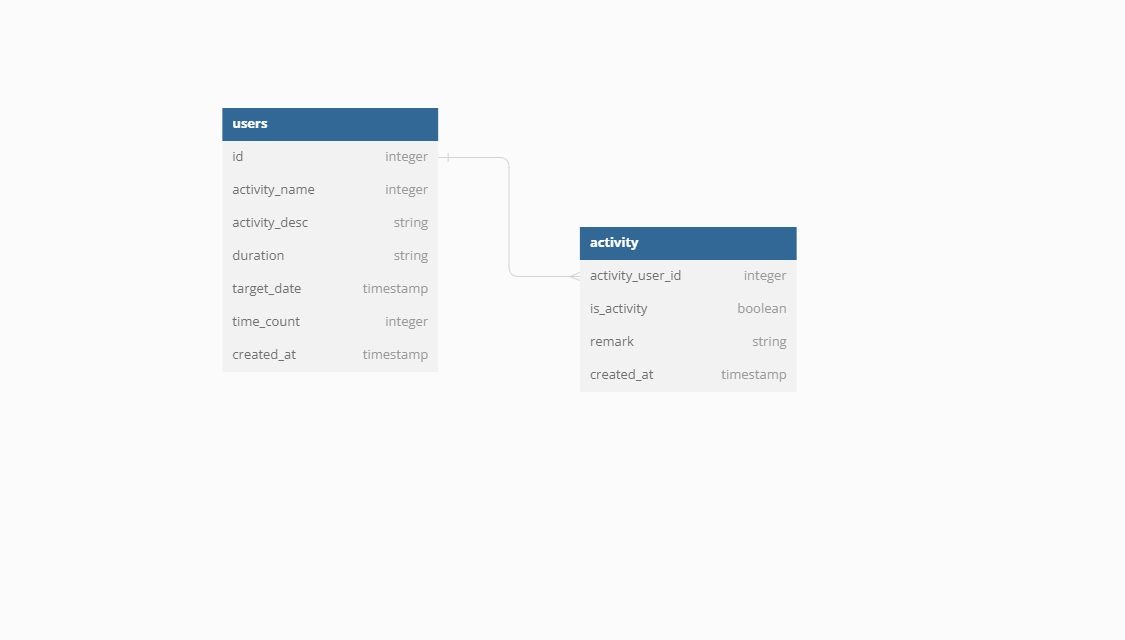 users
id integer
activity_name integer
activity_desc string
duration string
target_date timestamp
time_count integer
created_at timestamp
activity
activity_user_id integer
is_activity boolean
remark string
created_at timestamp